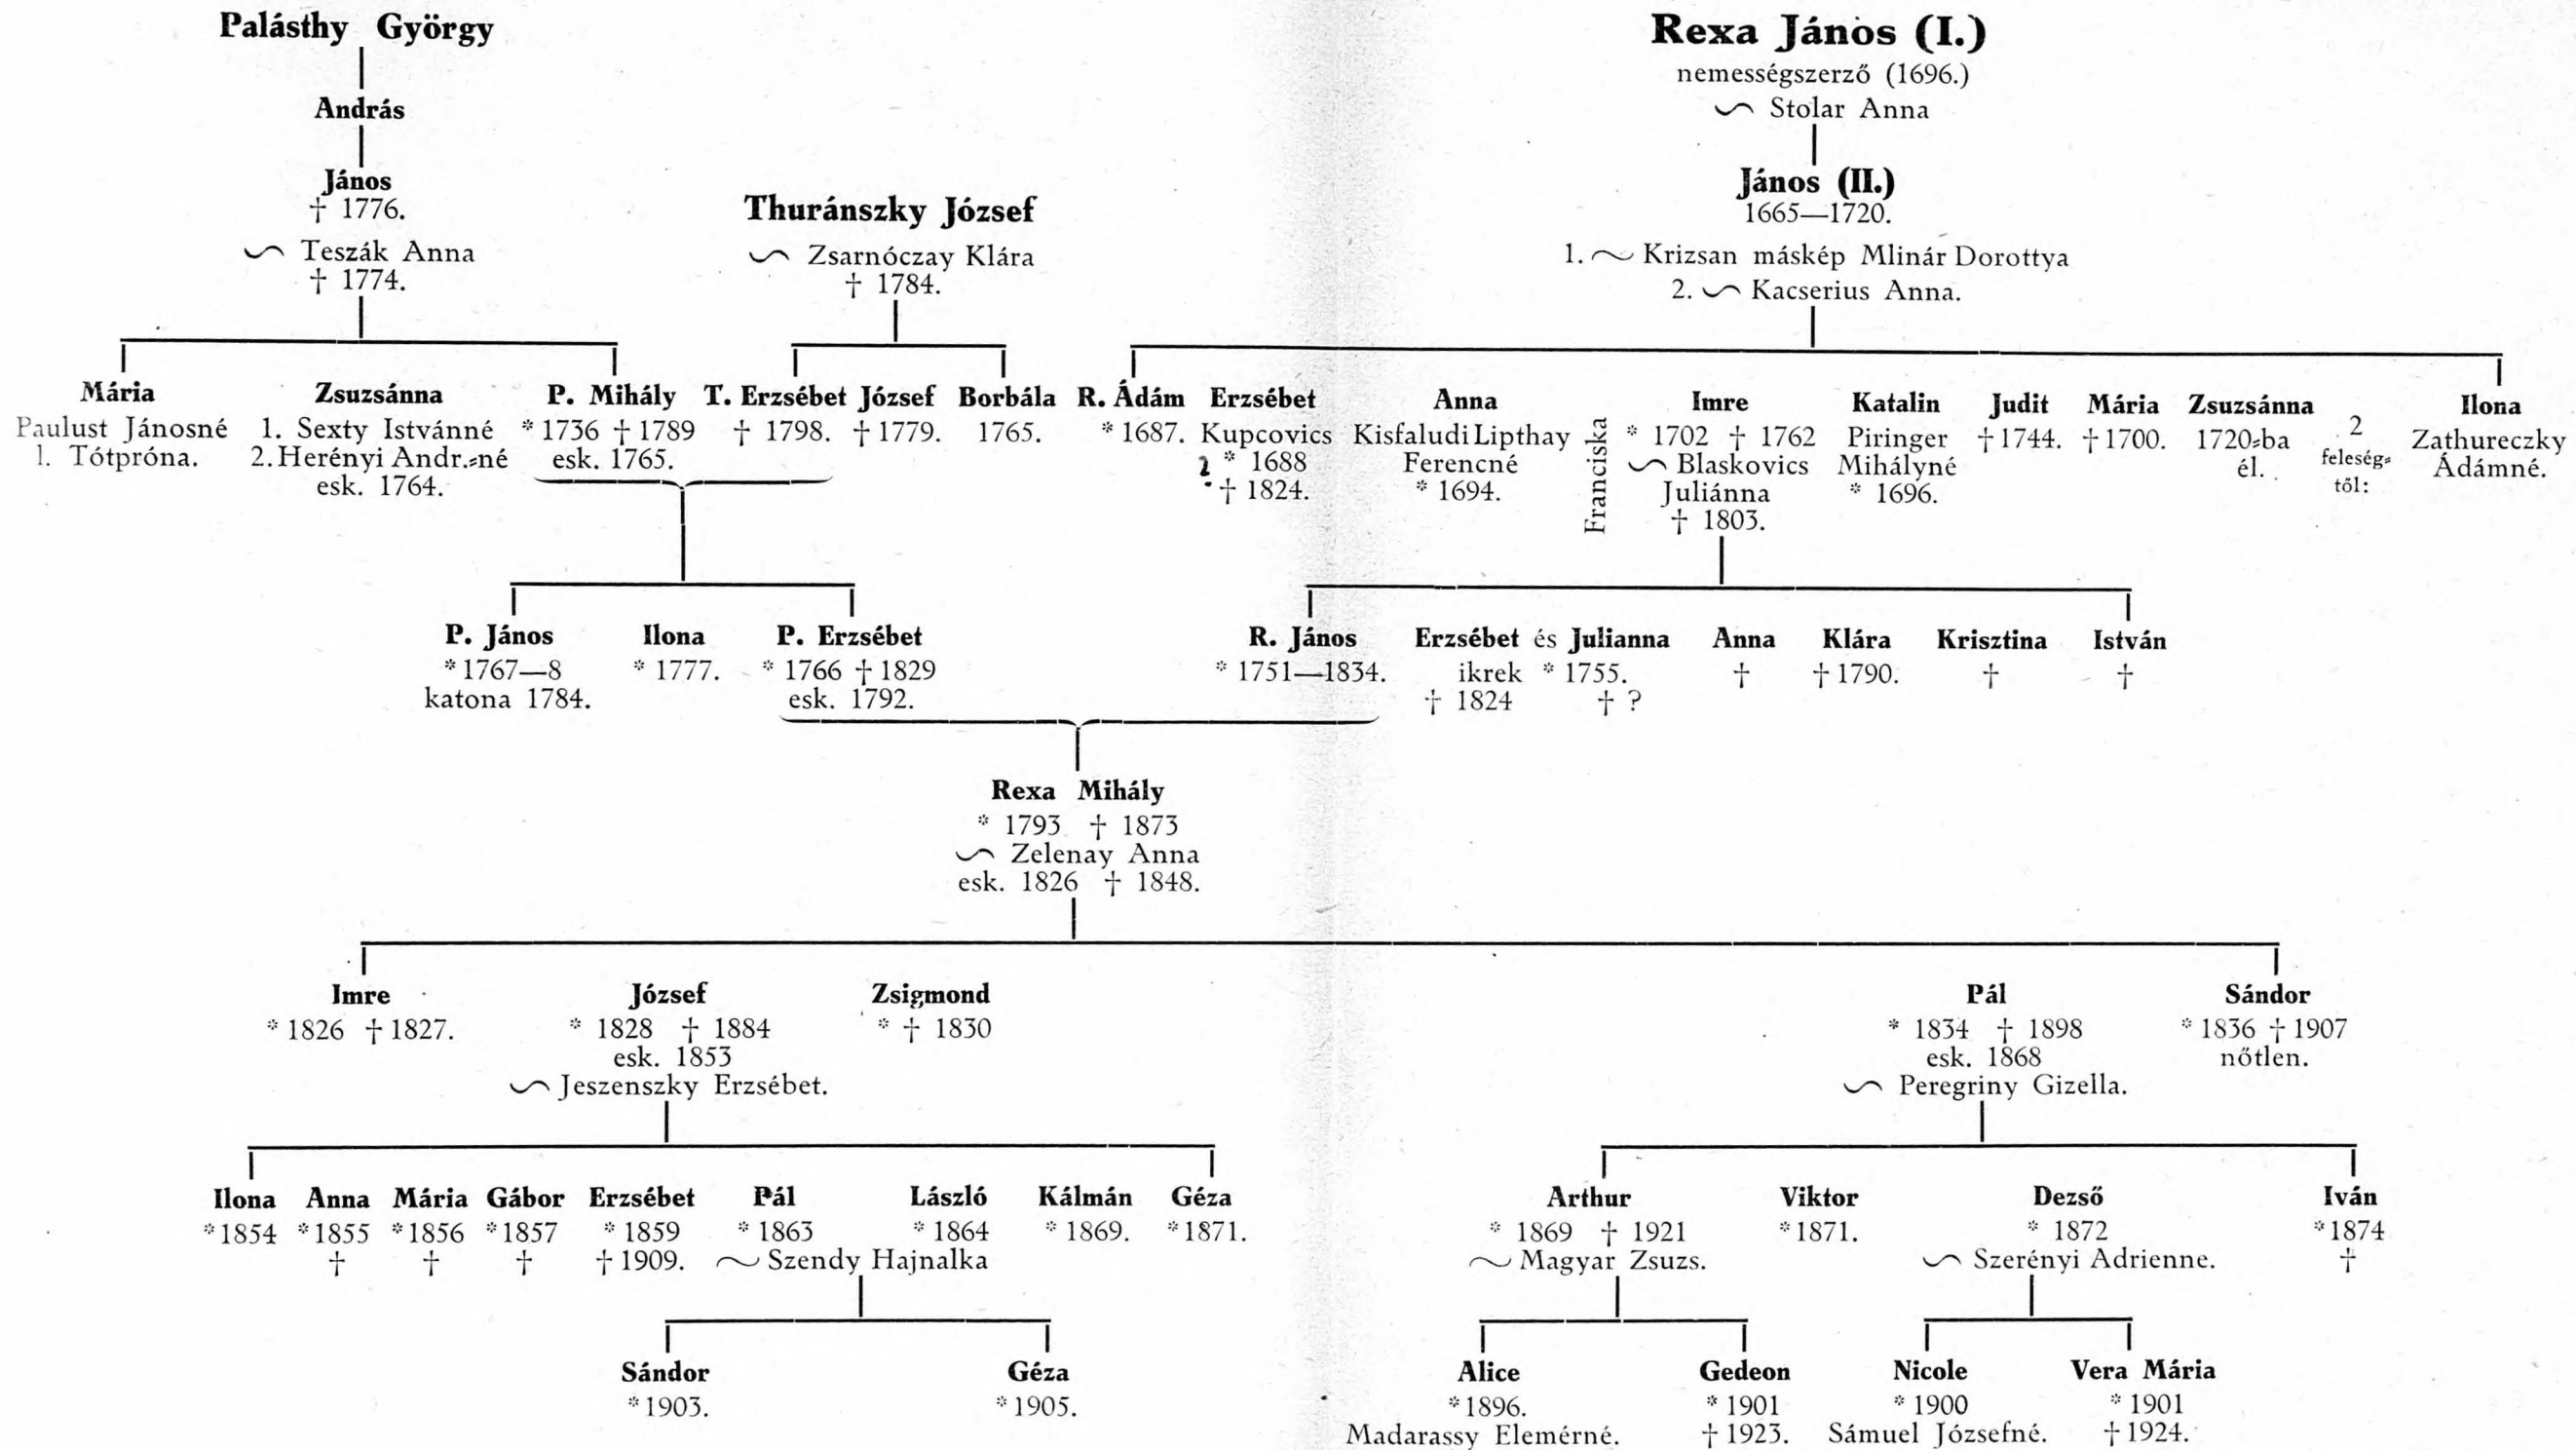 Palásthy György
András
János
† 1776.
Teszák Anna
† 1774.
Thuránszky József
Zsarnóczay Klára
† 1784.
Rexa János (I.)
nemességszerző (1696.)
Stolar Anna
János (II.)
1665—1720.
1. Krizsan máskép Mlinár Dorottya
2. Kacserius Anna.
Mária
Paulust Jánosné
l. Tótpróna.
Zsuzsánna
1. Sexty Istvánné
2. Herényi Andr.-né
esk. 1764.
P. Mihály
* 1736 † 1789
esk. 1765.
T. Erzsébet
† 1798.
József
† 1779.
Borbála
1765.
R. Ádám
* 1687.
Erzsébet
Kupcovics
* 1688
† 1824.
Anna
Kisfaludi Lipthay
Ferencné
* 1694.
Franciska
Imre
* 1702 † 1762
Blaskovics
Juliánna
† 1803.
Katalin
Piringer
Mihályné
* 1696.
Judit
† 1744.
Mária
† 1700.
Zsuzsánna
1720-ba
él.
2
feleség-
től:
Ilona
Zathureczky
Ádámné.
P. János
* 1767—8
katona 1784.
Ilona
* 1777.
P. Erzsébet
* 1766 † 1829
esk. 1792.
R. János
* 1751—1834.
Erzsébet és Julianna
ikrek * 1755.
† 1824 † ?
Anna
†
Klára
† 1790.
Krisztina
†
István
†
Rexa Mihály
* 1793 † 1873
Zelenay Anna
esk. 1826 † 1848.
Imre
* 1826 † 1827.
József
* 1828 † 1884
esk. 1853
Jeszenszky Erzsébet.
Zsigmond
* † 1830
Pál
* 1834 † 1898
esk. 1868
Peregriny Gizella.
Sándor
* 1836 † 1907
nőtlen.
Ilona
* 1854
Anna
* 1855
†
Mária
* 1856
†
Gábor
* 1857
†
Erzsébet
* 1859
† 1909.
Pál
* 1863
Szendy Hajnalka
László
* 1864
Kálmán
* 1869.
Géza
* 1871.
Arthur
* 1869 † 1921
Magyar Zsuzs.
Viktor
* 1871.
Dezső
* 1872
Szerényi Adrienne.
Iván
* 1874
†
Sándor
* 1903.
Géza
* 1905.
Alice
* 1896.
Madarassy Elemérné.
Gedeon
* 1901
† 1923.
Nicole
* 1900
Sámuel Józsefné.
Vera Mária
* 1901
† 1924.